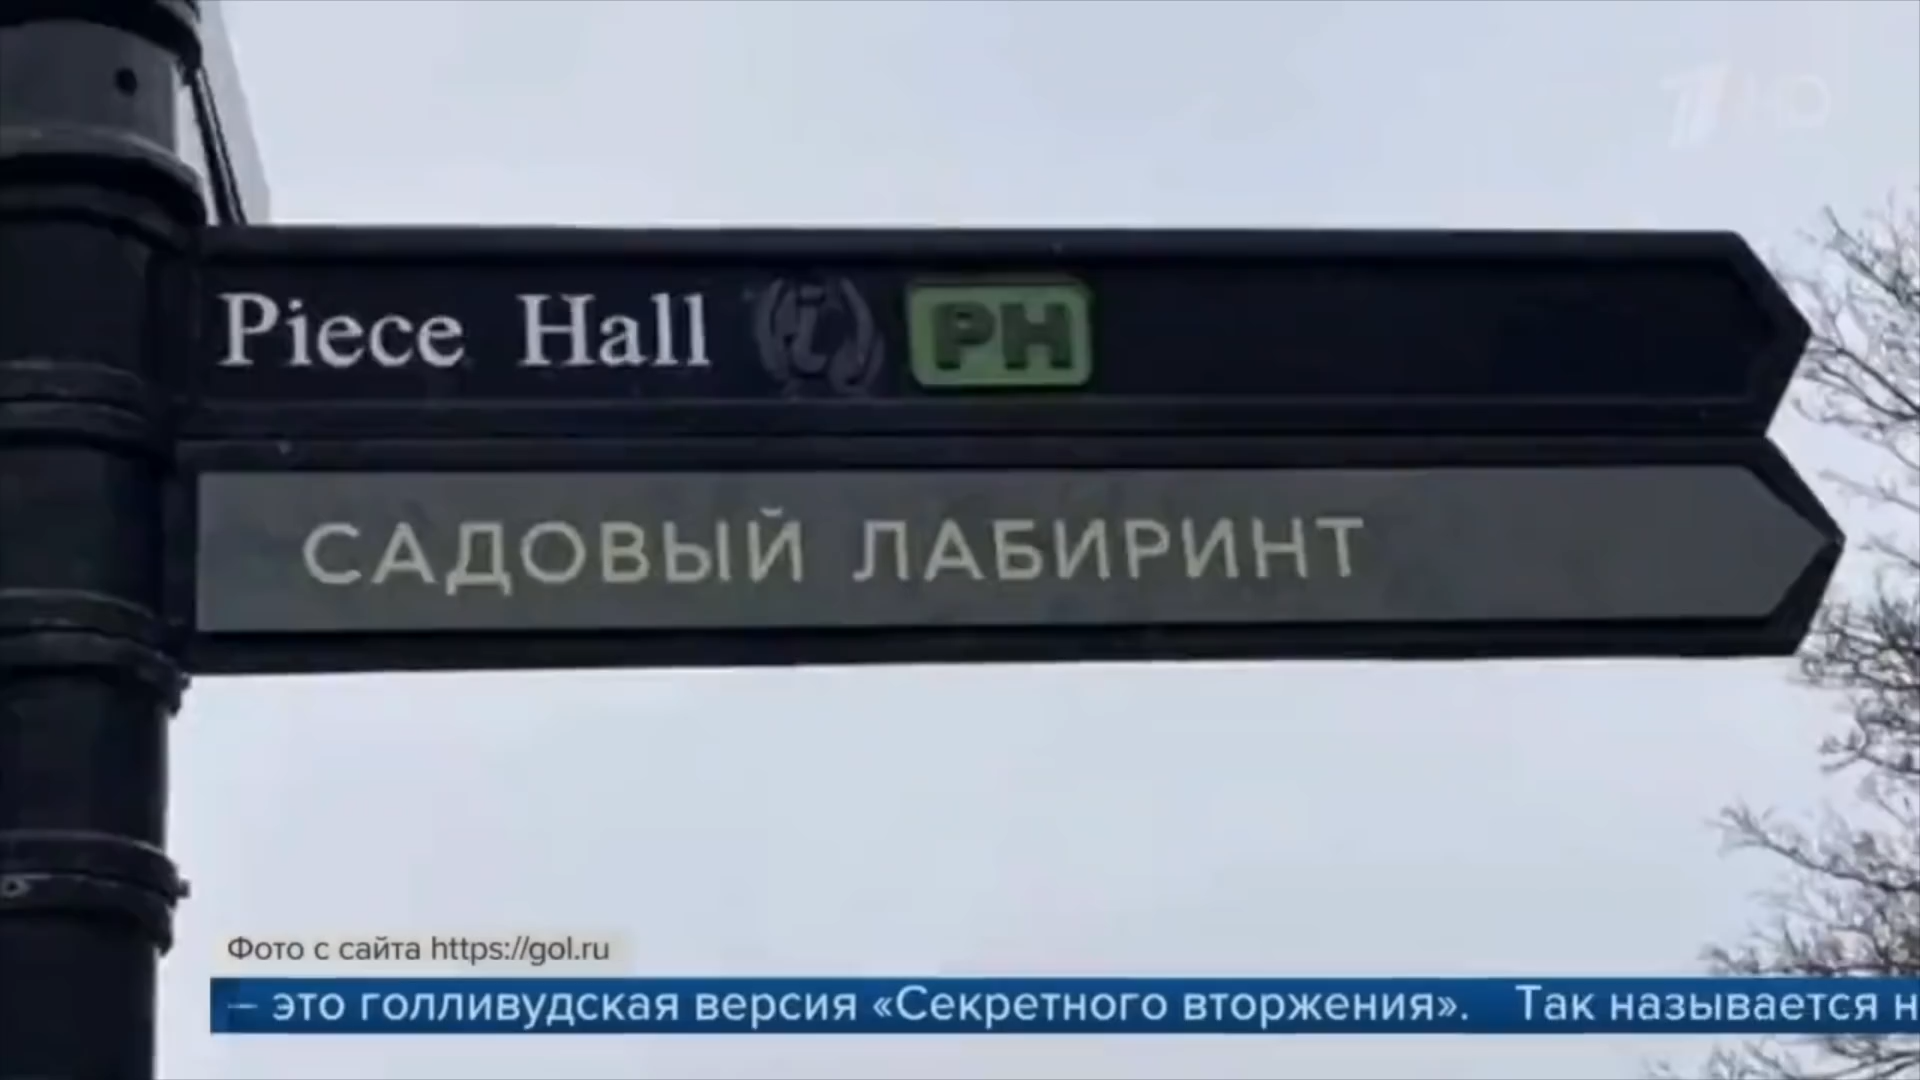 Piece Hall i PH
САДОВЫЙ ЛАБИРИНТ
Фото с сайта https://gol.ru
– это голливудская версия «Секретного вторжения». Так называется н